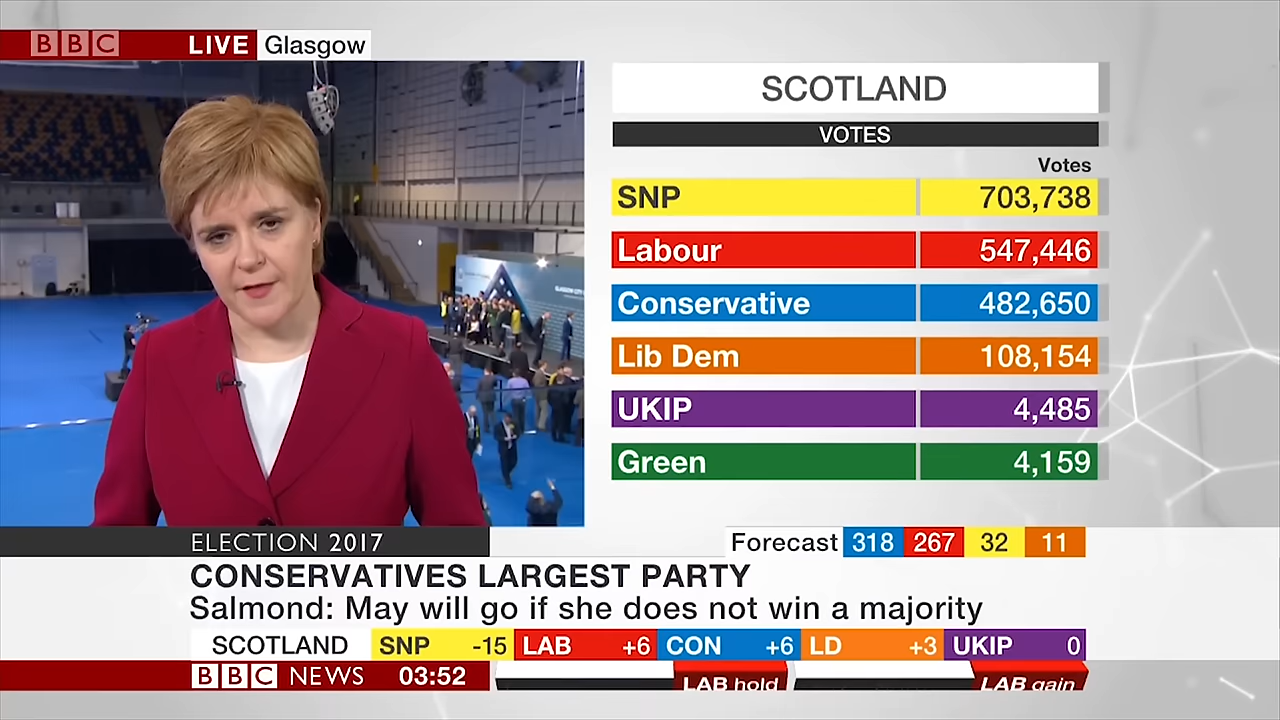 BBC LIVE Glasgow
SCOTLAND
VOTES
Votes
SNP 703,738
Labour 547,446
Conservative 482,650
Lib Dem 108,154
UKIP 4,485
Green 4,159
ELECTION 2017
Forecast 318 267 32 11
CONSERVATIVES LARGEST PARTY
Salmond: May will go if she does not win a majority
SCOTLAND SNP -15 LAB +6 CON +6 LD +3 UKIP 0
BBC NEWS 03:52 LAB hold LAB gain